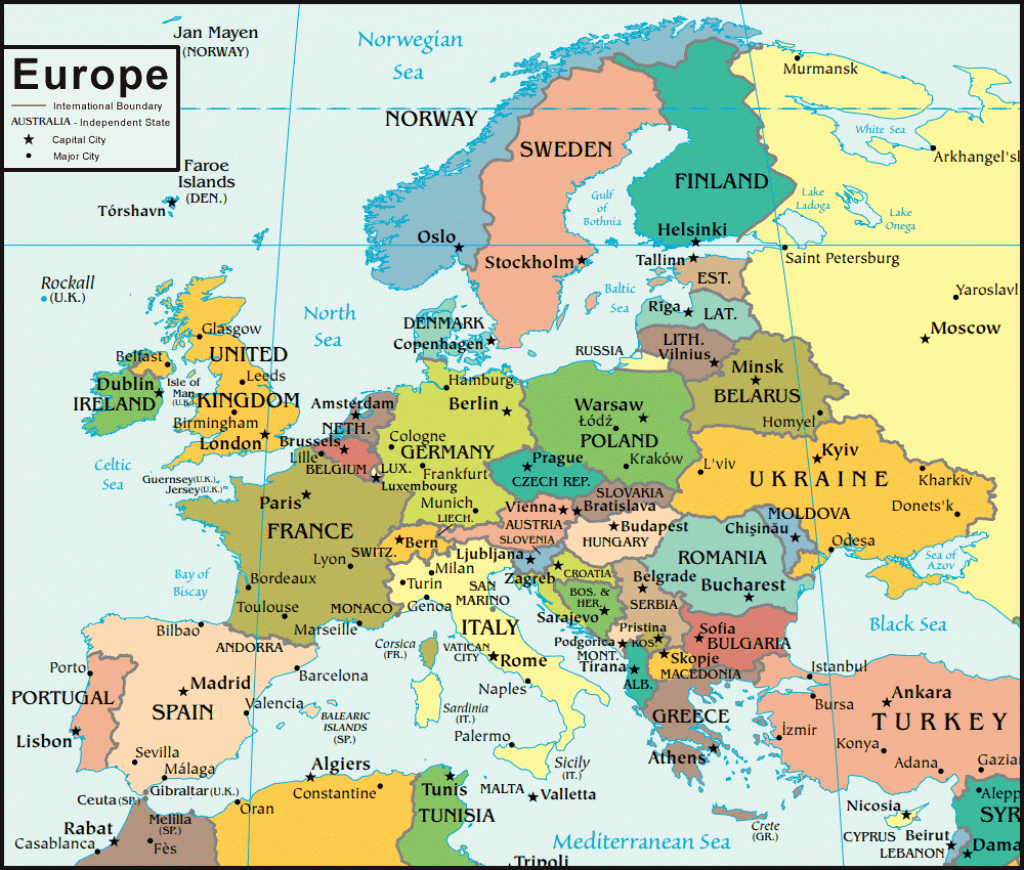 Jan Mayen
(NORWAY)
Norwegian
Sea
Europe
International Boundary
AUSTRALIA - Independent State
Capital City
Major City
Murmansk
NORWAY
White Sea
SWEDEN
Arkhangel's
Faroe
Islands
(DEN.)
FINLAND
Tórshavn
Gulf
of
Bothnia
Lake
Ladoga
Lake
Onega
Oslo
Helsinki
Stockholm
Tallinn
Saint Petersburg
EST.
Rockall
(U.K.)
Baltic
Sea
Yaroslavl
Riga
LAT.
North
Sea
DENMARK
Copenhagen
Glasgow
Moscow
LITH.
Vilnius
RUSSIA
UNITED
KINGDOM
Belfast
Leeds
Minsk
BELARUS
Dublin
IRELAND
Isle of
Man
(U.K.)
Hamburg
Berlin
Amsterdam
NETH.
Warsaw
Łódź
POLAND
Homyel
Birmingham
London
Brussels
Lille
BELGIUM
Cologne
GERMANY
Frankfurt
LUX.
Luxembourg
Kraków
L'viv
Kyiv
UKRAINE
Kharkiv
Donets'k
Celtic
Sea
Guernsey(U.K.)
Jersey(U.K.)
Prague
CZECH REP.
Paris
FRANCE
Munich
LIECH.
Vienna
AUSTRIA
SLOVAKIA
Bratislava
MOLDOVA
Chişinău
Budapest
HUNGARY
SLOVENIA
Bern
SWITZ.
Lyon
Ljubljana
Milan
Turin
Zagreb
CROATIA
ROMANIA
Bucharest
Odesa
Sea of
Azov
Bay of
Biscay
Bordeaux
Toulouse
Genoa
SAN
MARINO
BOS. &
HER.
Sarajevo
Belgrade
SERBIA
MONACO
Marseille
Bilbao
ANDORRA
ITALY
Black Sea
Pristina
KOS.
Podgorica
MONT.
Sofia
BULGARIA
Corsica
(FR.)
VATICAN
CITY
Rome
Tirana
ALB.
Skopje
MACEDONIA
Istanbul
Porto
PORTUGAL
Lisbon
Madrid
SPAIN
Barcelona
Valencia
BALEARIC
ISLANDS
(SP.)
Sardinia
(IT.)
Naples
GREECE
Athens
Bursa
Ankara
TURKEY
İzmir
Konya
Adana
Gazia
Sevilla
Málaga
Palermo
Sicily
(IT.)
Algiers
Constantine
Tunis
TUNISIA
MALTA
Valletta
Ceuta(SP.)
Gibraltar(U.K.)
Oran
Alepp
SYR
Dama
Nicosia
CYPRUS
Beirut
LEBANON
Crete
(GR.)
Rabat
Casablanca
Melilla
(SP.)
Fès
Mediterranean Sea
Tripoli